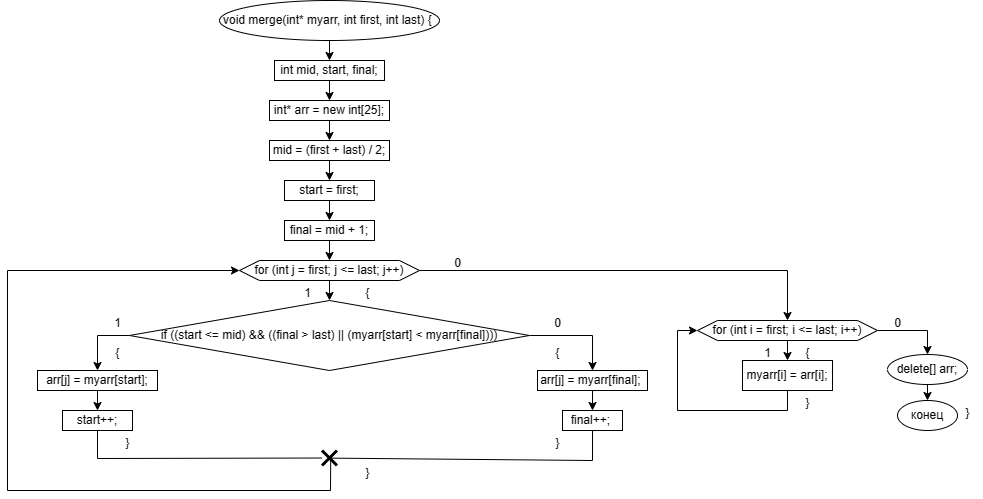 void merge(int* myarr, int first, int last) {
int mid, start, final;
int* arr = new int[25];
mid = (first + last) / 2;
start = first;
final = mid + 1;
for (int j = first; j <= last; j++)
0
1
{
if ((start <= mid) && ((final > last) || (myarr[start] < myarr[final])))
1
{
arr[j] = myarr[start];
start++;
}
0
{
arr[j] = myarr[final];
final++;
}
}
for (int i = first; i <= last; i++)
1
{
myarr[i] = arr[i];
}
0
delete[] arr;
конец
}